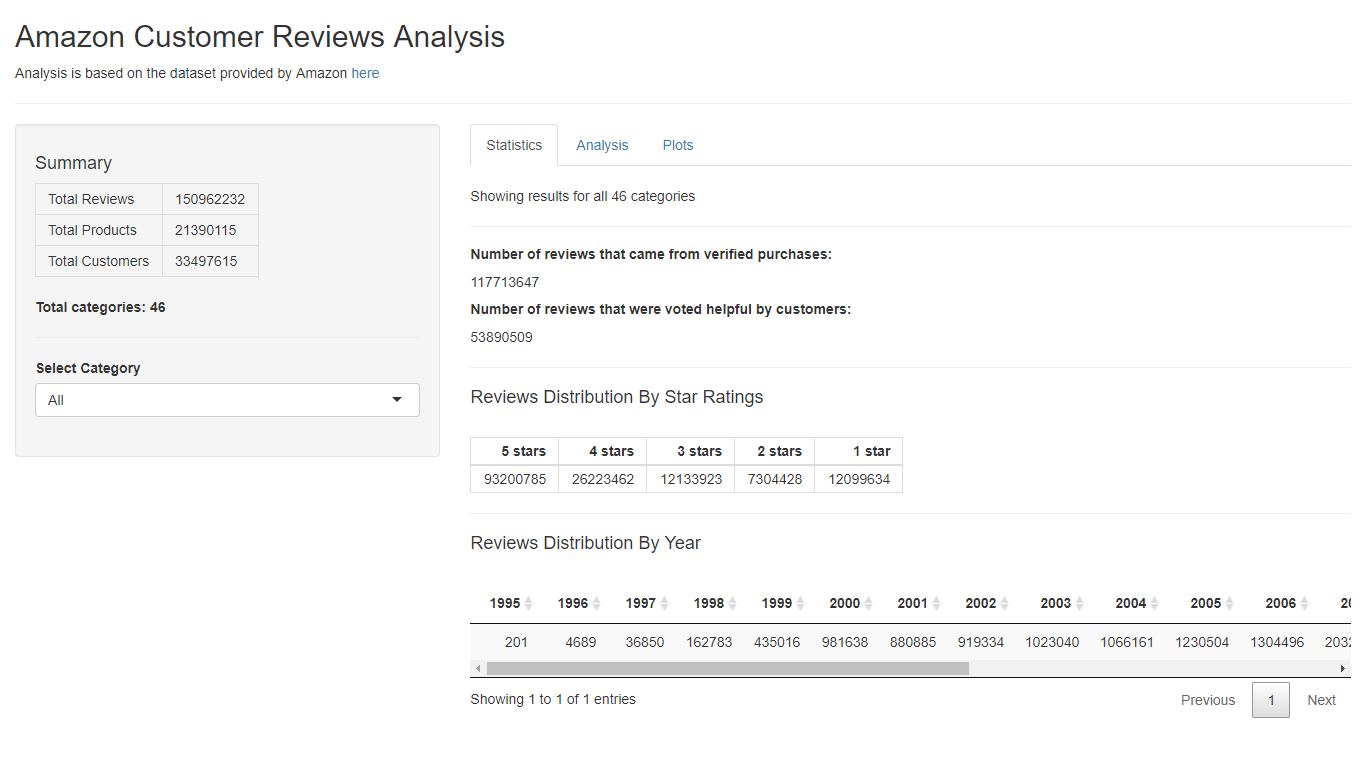 Amazon Customer Reviews Analysis
Analysis is based on the dataset provided by Amazon here
Summary
Total Reviews 150962232
Total Products 21390115
Total Customers 33497615
Total categories: 46
Select Category
All
Statistics Analysis Plots
Showing results for all 46 categories
Number of reviews that came from verified purchases:
117713647
Number of reviews that were voted helpful by customers:
53890509
Reviews Distribution By Star Ratings
5 stars 4 stars 3 stars 2 stars 1 star
93200785 26223462 12133923 7304428 12099634
Reviews Distribution By Year
1995 1996 1997 1998 1999 2000 2001 2002 2003 2004 2005 2006
201 4689 36850 162783 435016 981638 880885 919334 1023040 1066161 1230504 1304496
Showing 1 to 1 of 1 entries
Previous 1 Next